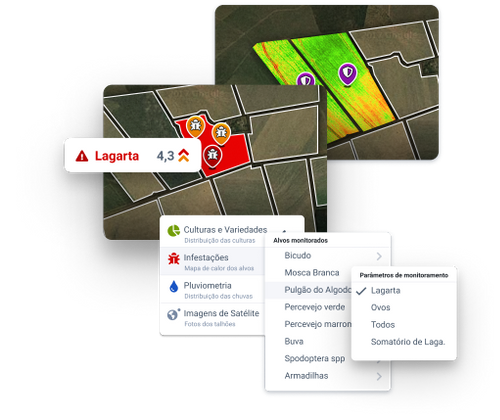 Lagarta 4,3
Culturas e Variedades
Distribuição das culturas
Infestações
Mapa de calor dos alvos
Pluviometria
Distribuição das chuvas
Imagens de Satélite
Fotos dos talhões
Alvos monitorados
Bicudo
Mosca Branca
Pulgão do Algodo
Percevejo verde
Percevejo marrom
Buva
Spodoptera spp
Armadilhas
Parâmetros de monitoramento
Lagarta
Ovos
Todos
Somatório de Laga.